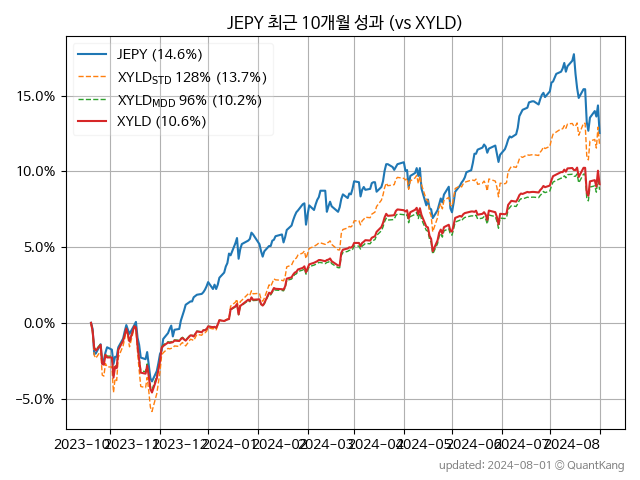 JEPY 최근 10개월 성과 (vs XYLD)
JEPY (14.6%)
XYLD_STD 128% (13.7%)
XYLD_MDD 96% (10.2%)
XYLD (10.6%)
15.0%
10.0%
5.0%
0.0%
−5.0%
2023−10 2023−11 2023−12 2024−01 2024−02 2024−03 2024−04 2024−05 2024−06 2024−07 2024−08
updated: 2024-08-01 © QuantKang